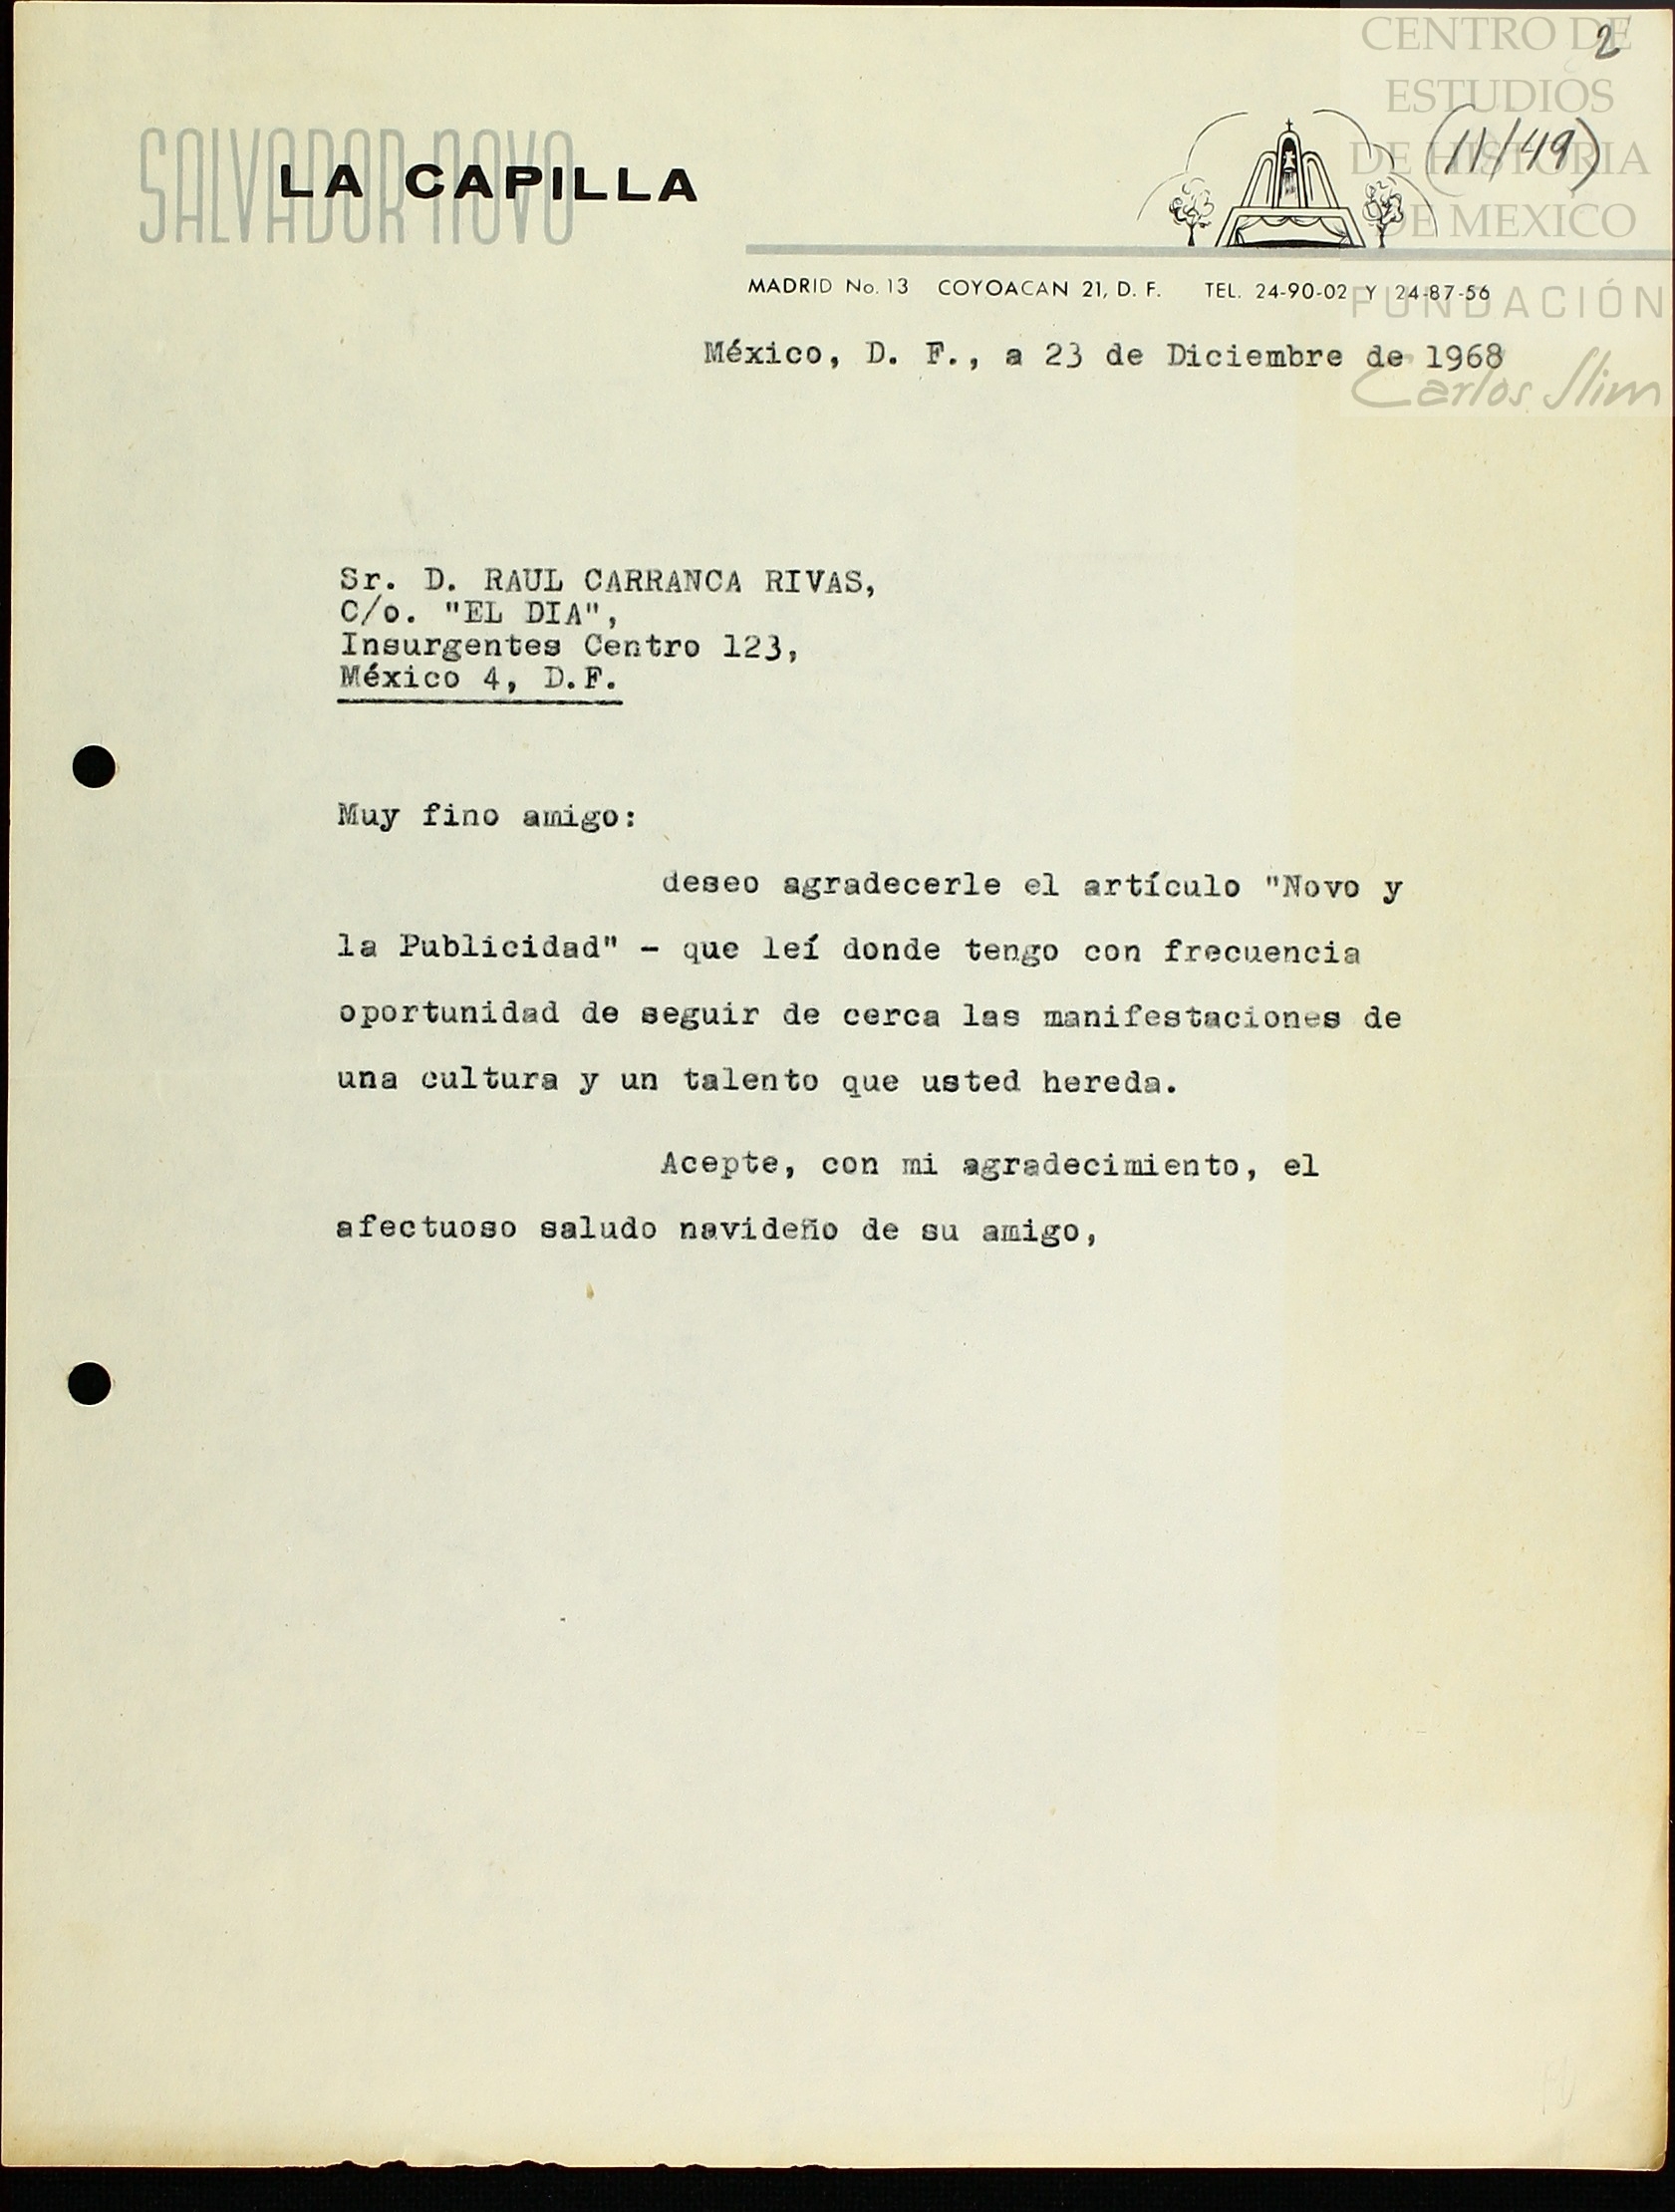 CENTRO DE
ESTUDIOS
DE HISTORIA
DE MEXICO
FUNDACIÓN
Carlos Slim
2
(11/49)
SALVADOR NOVO
LA CAPILLA
MADRID No. 13 COYOACAN 21, D. F. TEL. 24-90-02 Y 24-87-56
México, D. F., a 23 de Diciembre de 1968
Sr. D. RAUL CARRANCA RIVAS,
C/o. "EL DIA",
Insurgentes Centro 123,
México 4, D.F.
Muy fino amigo:
deseo agradecerle el artículo "Novo y
la Publicidad" - que leí donde tengo con frecuencia
oportunidad de seguir de cerca las manifestaciones de
una cultura y un talento que usted hereda.
Acepte, con mi agradecimiento, el
afectuoso saludo navideño de su amigo,